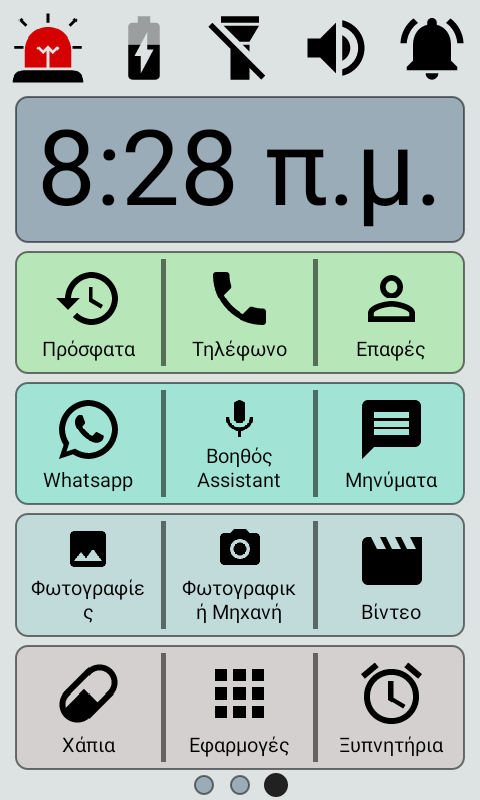 8:28 π.μ.
Πρόσφατα
Τηλέφωνο
Επαφές
Whatsapp
Βοηθός
Assistant
Μηνύματα
Φωτογραφίε
ς
Φωτογραφικ
ή Μηχανή
Βίντεο
Χάπια
Εφαρμογές
Ξυπνητήρια